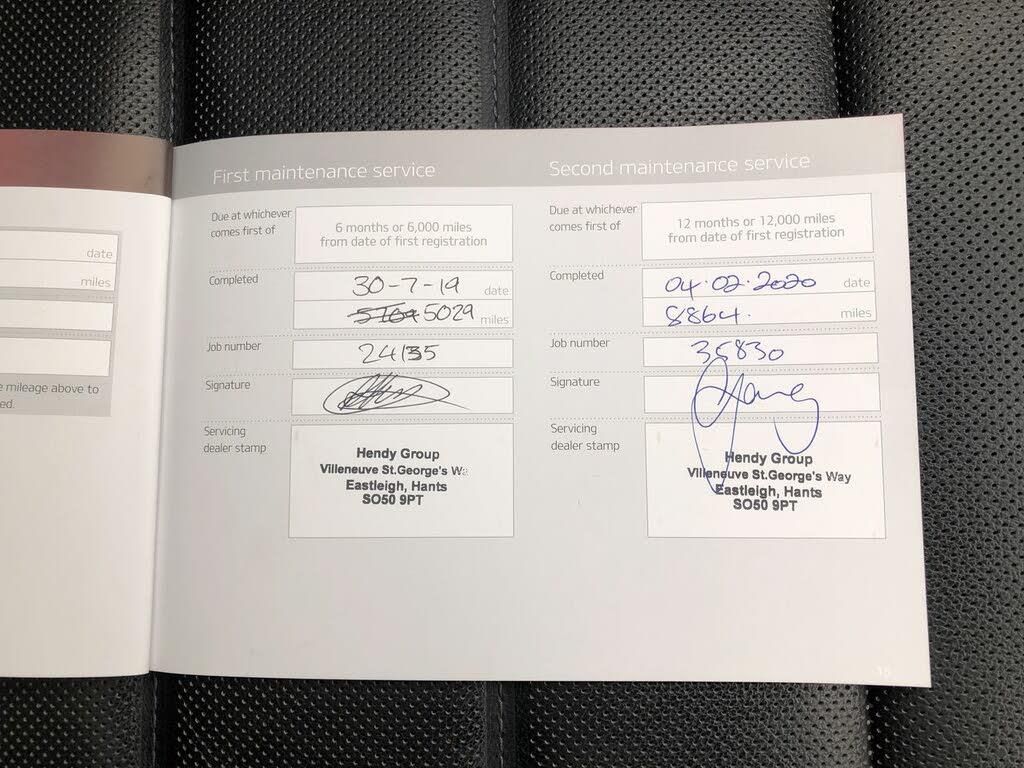 date
miles
e mileage above to
ed.
First maintenance service
Due at whichever
comes first of
6 months or 6,000 miles
from date of first registration
Completed
30-7-19 date
5029 miles
Job number
24135
Signature
Servicing
dealer stamp
Hendy Group
Villeneuve St.George's Wa
Eastleigh, Hants
SO50 9PT
Second maintenance service
Due at whichever
comes first of
12 months or 12,000 miles
from date of first registration
Completed
04.02.2020 date
8864. miles
Job number
35830
Signature
Servicing
dealer stamp
Hendy Group
Villeneuve St.George's Way
Eastleigh, Hants
SO50 9PT
15